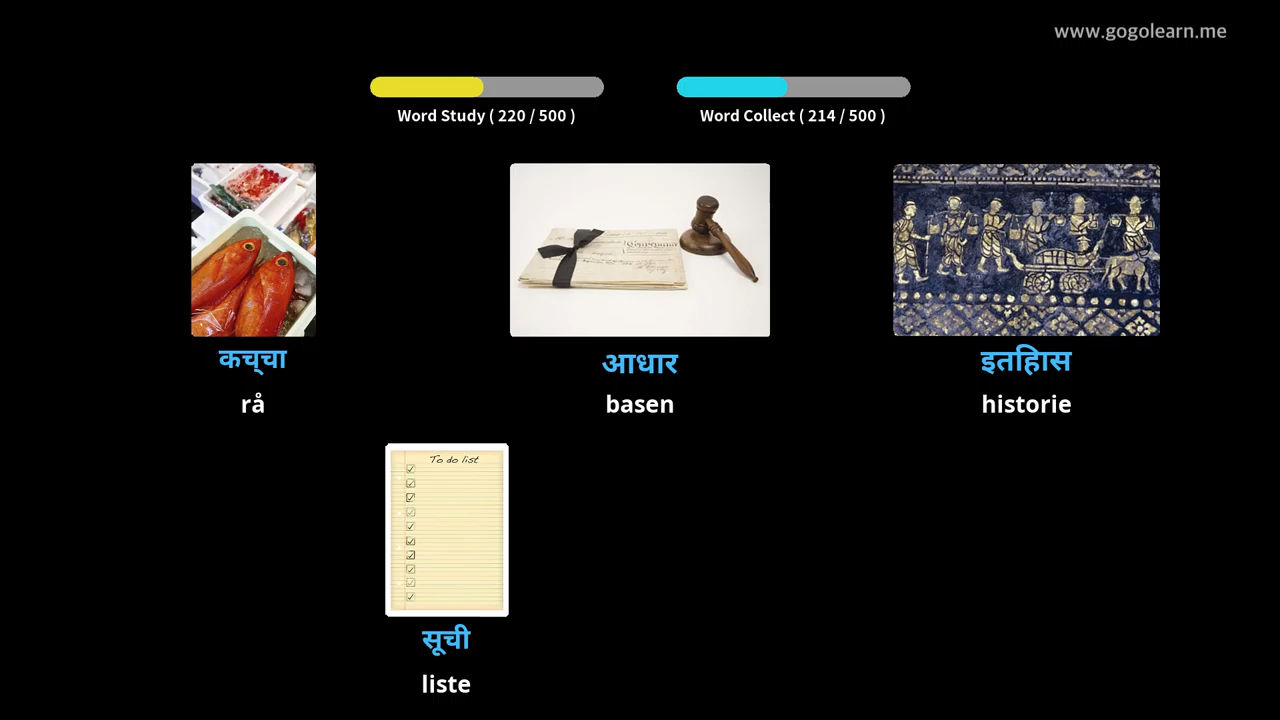 www.gogolearn.me
Word Study ( 220 / 500 )
Word Collect ( 214 / 500 )
कच्चा
आधार
इतिहास
rå
basen
historie
To do list
सूची
liste